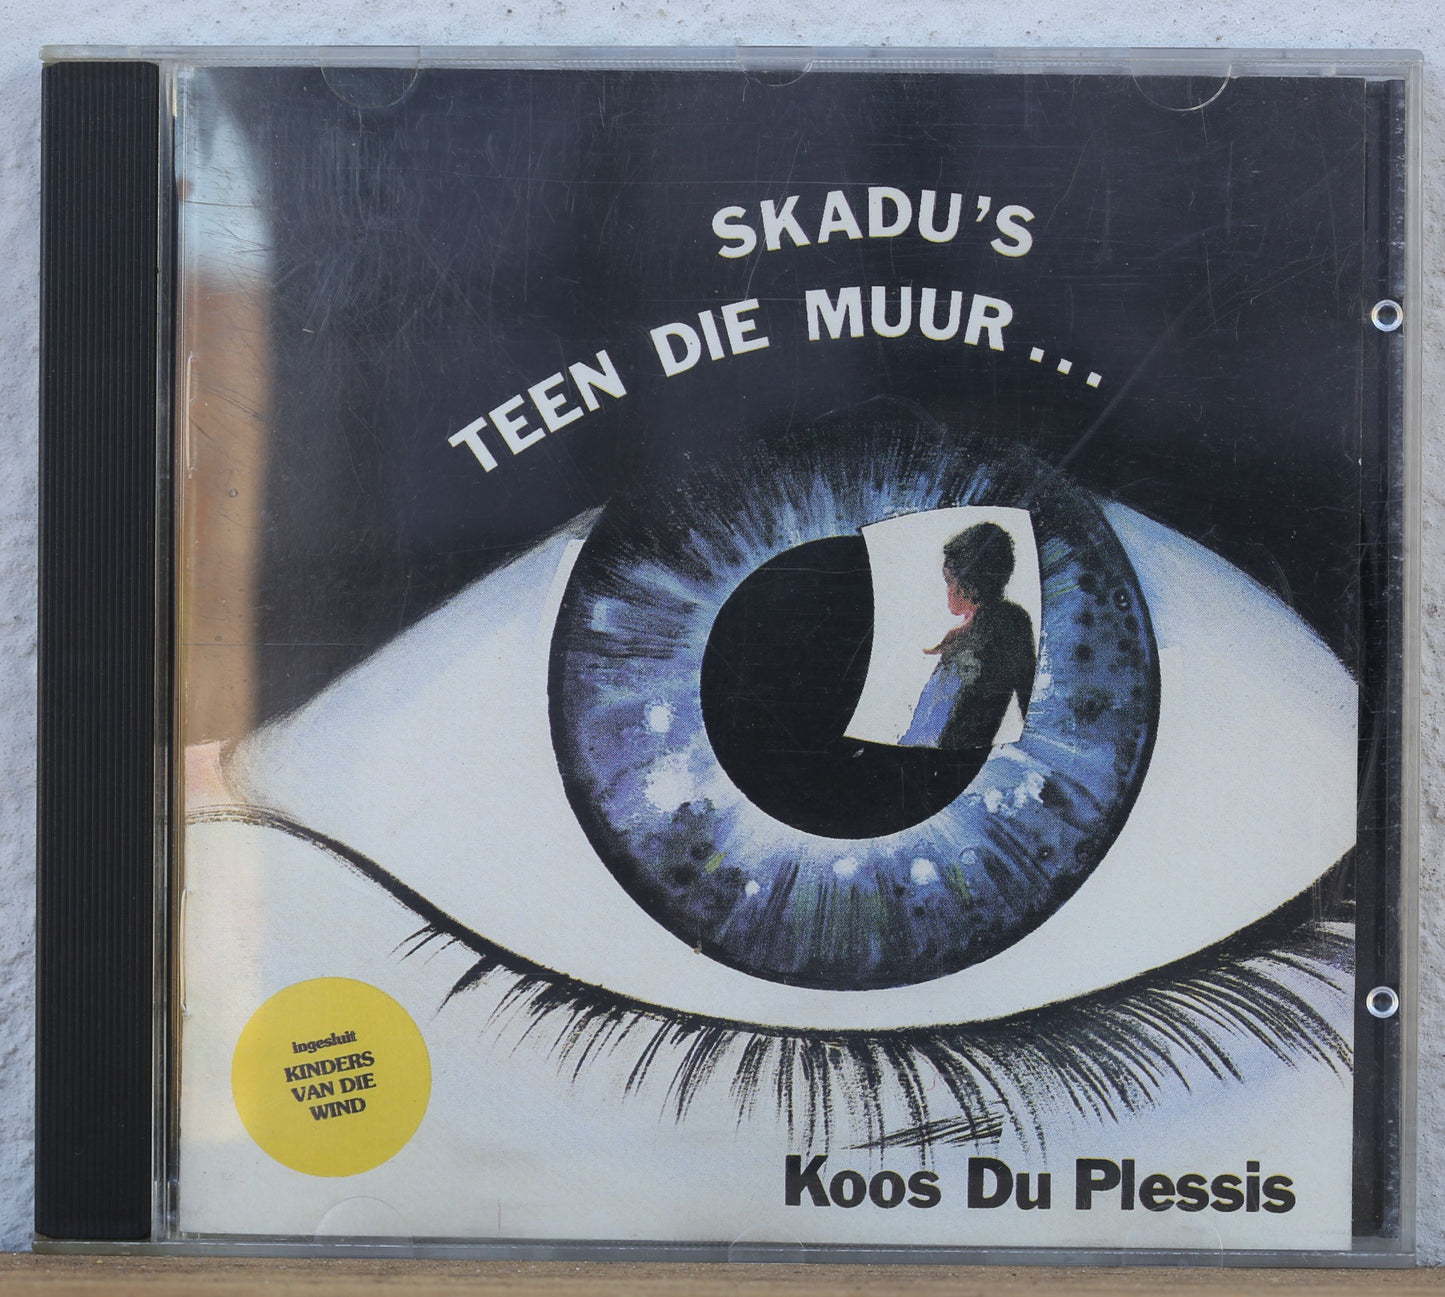 SKADU'S
TEEN DIE MUUR...
ingesluit
KINDERS
VAN DIE
WIND
Koos Du Plessis